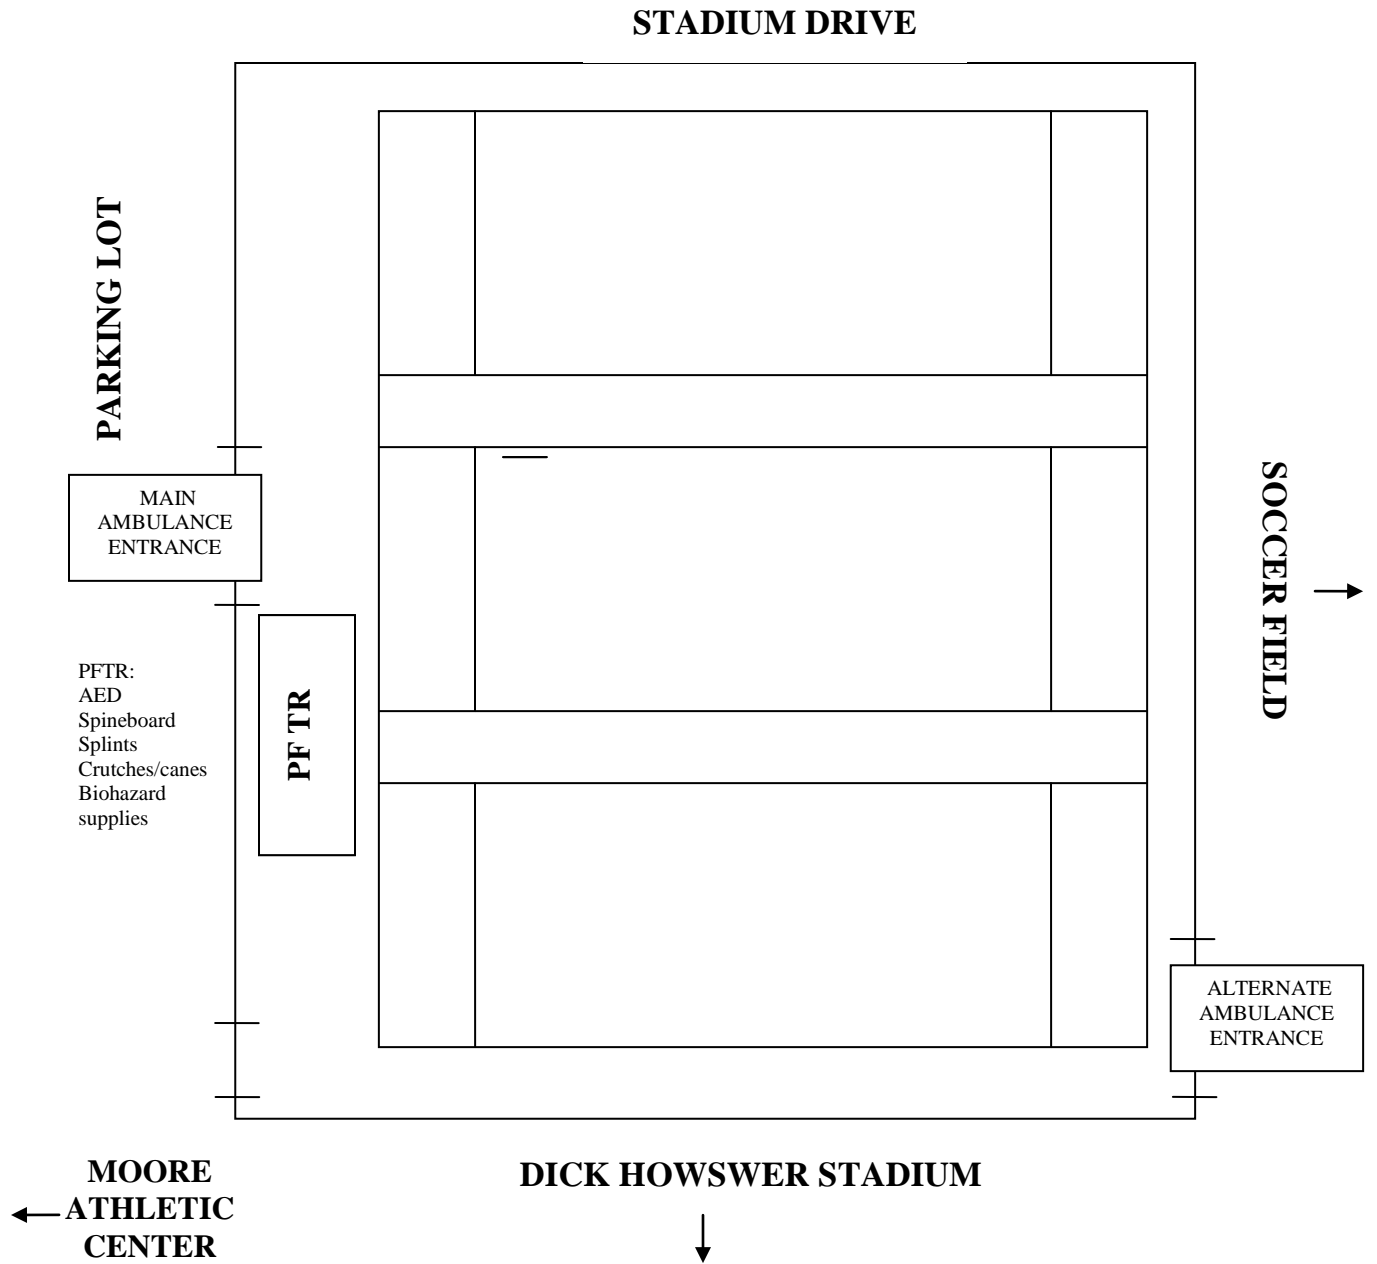 STADIUM DRIVE
PARKING LOT
MAIN
AMBULANCE
ENTRANCE
SOCCER FIELD
PFTR:
AED
Spineboard
Splints
Crutches/canes
Biohazard
supplies
PF TR
ALTERNATE
AMBULANCE
ENTRANCE
MOORE
ATHLETIC
CENTER
DICK HOWSWER STADIUM